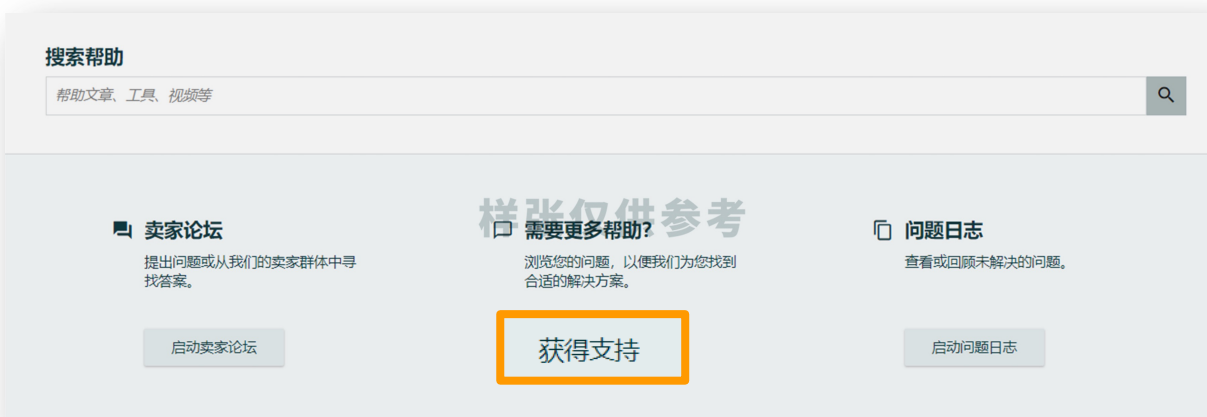 搜索帮助
帮助文章、工具、视频等
样张仅供参考
卖家论坛
需要更多帮助?
问题日志
提出问题或从我们的卖家群体中寻
找答案。
浏览您的问题，以便我们为您找到
合适的解决方案。
查看或回顾未解决的问题。
启动卖家论坛
获得支持
启动问题日志